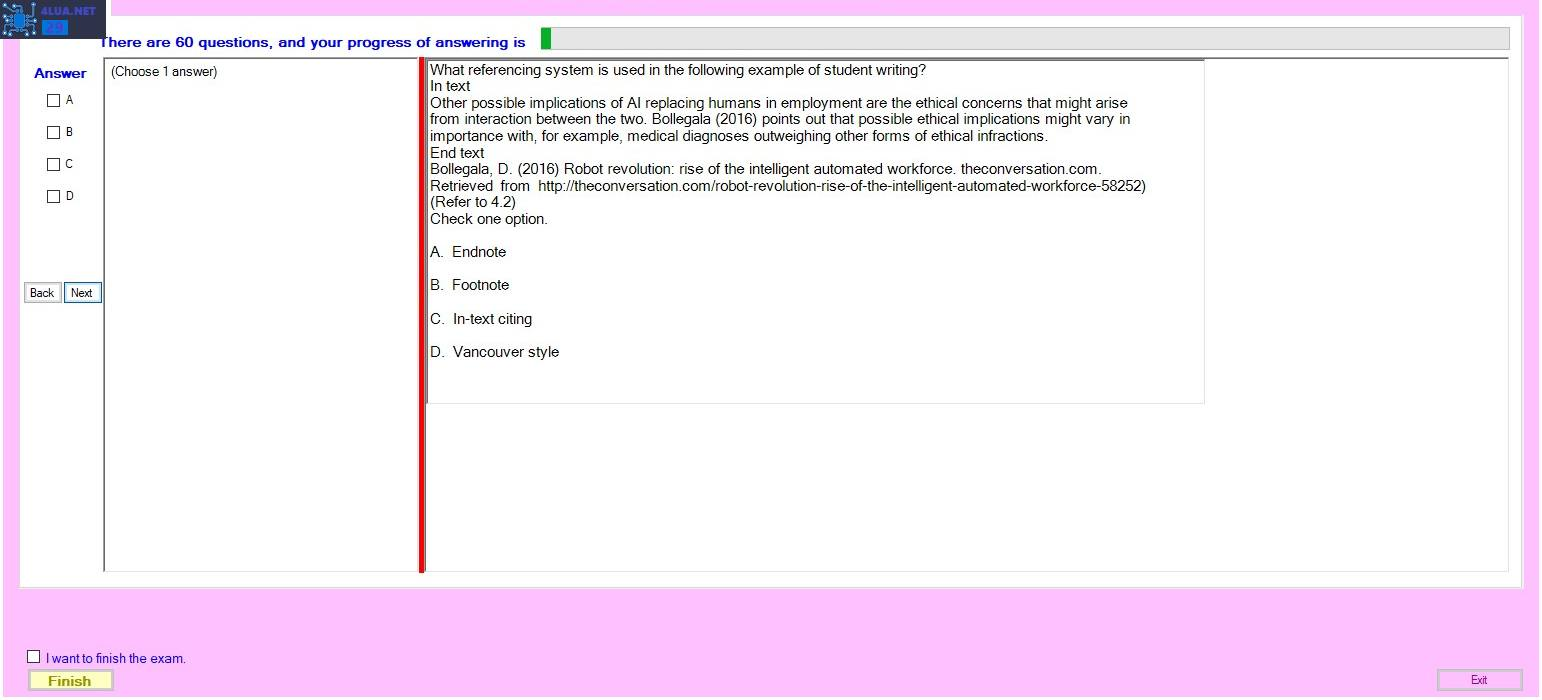 4LUA.NET
29
There are 60 questions, and your progress of answering is
Answer
(Choose 1 answer)
A
B
C
D
Back
Next
What referencing system is used in the following example of student writing?
In text
Other possible implications of AI replacing humans in employment are the ethical concerns that might arise
from interaction between the two. Bollegala (2016) points out that possible ethical implications might vary in
importance with, for example, medical diagnoses outweighing other forms of ethical infractions.
End text
Bollegala, D. (2016) Robot revolution: rise of the intelligent automated workforce. theconversation.com.
Retrieved from http://theconversation.com/robot-revolution-rise-of-the-intelligent-automated-workforce-58252)
(Refer to 4.2)
Check one option.
A. Endnote
B. Footnote
C. In-text citing
D. Vancouver style
I want to finish the exam.
Finish
Exit